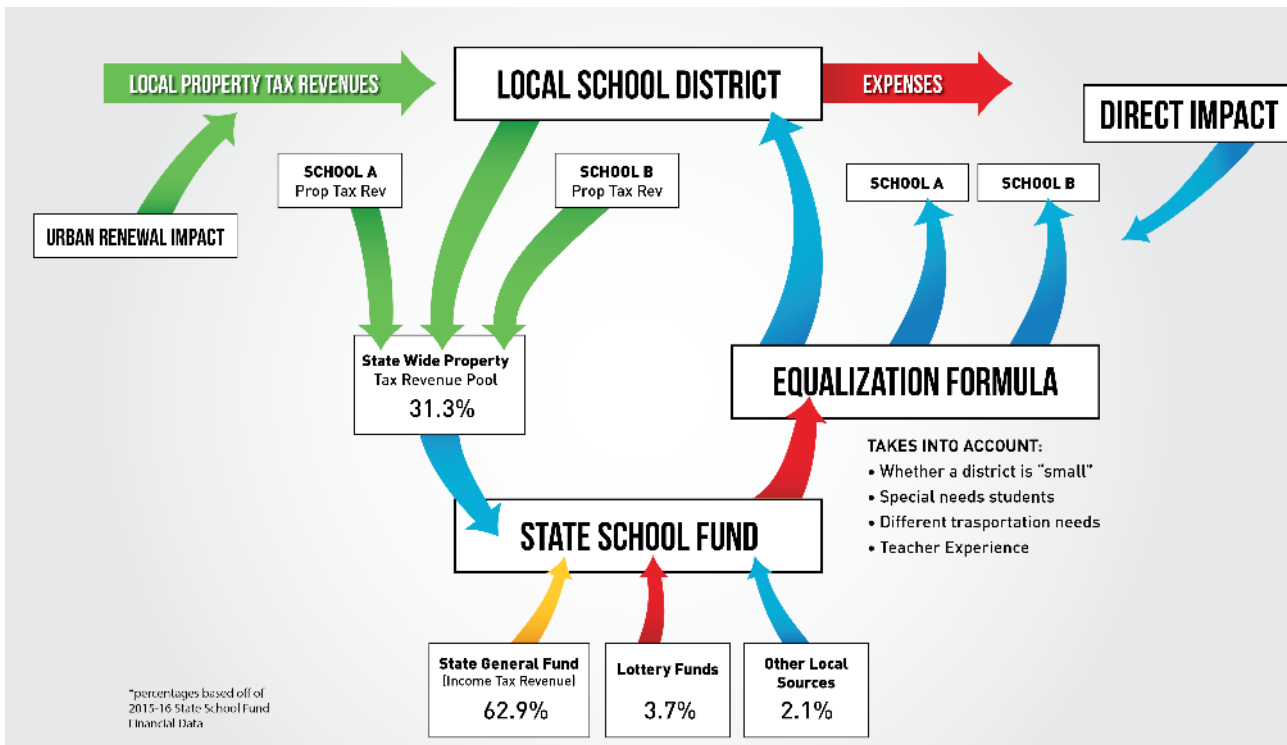 LOCAL PROPERTY TAX REVENUES
LOCAL SCHOOL DISTRICT
EXPENSES
DIRECT IMPACT
SCHOOL A
Prop Tax Rev
SCHOOL B
Prop Tax Rev
SCHOOL A
SCHOOL B
URBAN RENEWAL IMPACT
State Wide Property
Tax Revenue Pool
31.3%
EQUALIZATION FORMULA
TAKES INTO ACCOUNT:
• Whether a district is "small"
• Special needs students
• Different trasportation needs
• Teacher Experience
STATE SCHOOL FUND
State General Fund
[Income Tax Revenue]
62.9%
Lottery Funds
3.7%
Other Local
Sources
2.1%
*percentages based off of
2015-16 State School Fund
Financial Data